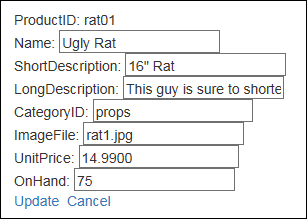 ProductID: rat01
Name: Ugly Rat
ShortDescription: 16" Rat
LongDescription: This guy is sure to shorte
CategoryID: props
ImageFile: rat1.jpg
UnitPrice: 14.9900
OnHand: 75
Update Cancel